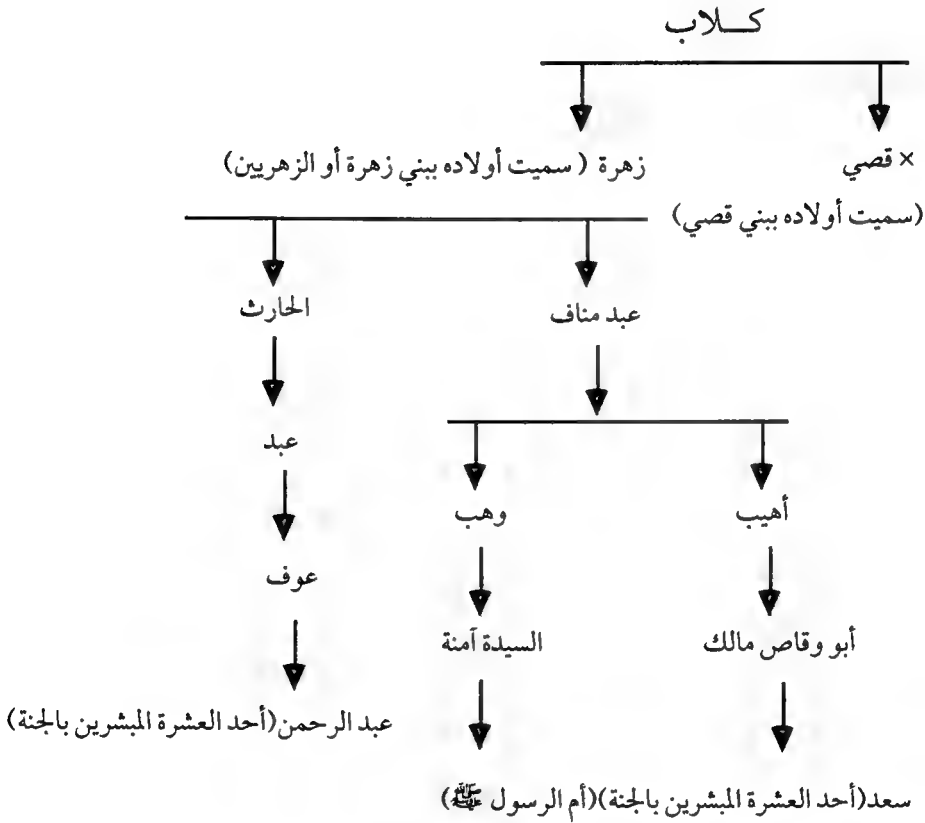 كـــلاب
× قصي
زهرة (سميت أولاده ببني زهرة أو الزهريين)
(سميت أولاده ببني قصي)
عبد مناف
الحارث
عبد
أهيب
وهب
عوف
أبو وقاص مالك
السيدة آمنة
عبد الرحمن(أحد العشرة المبشرين بالجنة)
سعد(أحد العشرة المبشرين بالجنة)(أم الرسول ﷺ)